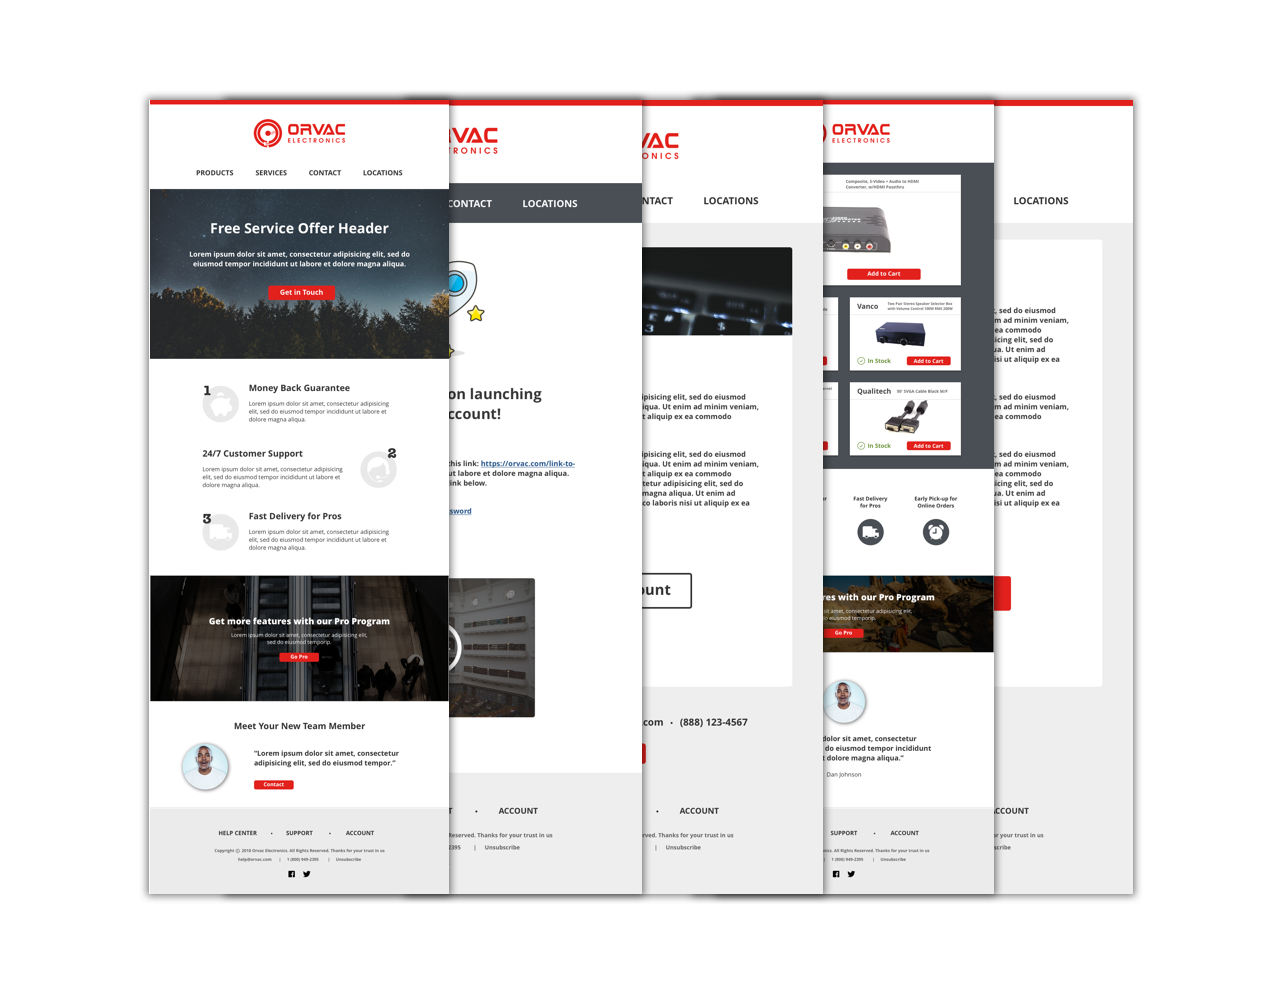 ORVAC
ELECTRONICS
PRODUCTS SERVICES CONTACT LOCATIONS
Free Service Offer Header
Lorem ipsum dolor sit amet, consectetur adipisicing elit, sed do
eiusmod tempor incididunt ut labore et dolore magna aliqua.
Get in Touch
1
Money Back Guarantee
Lorem ipsum dolor sit amet, consectetur adipisicing
elit, sed do eiusmod tempor incididunt ut labore et
dolore magna aliqua.
2
24/7 Customer Support
Lorem ipsum dolor sit amet, consectetur adipisicing
elit, sed do eiusmod tempor incididunt ut labore et
dolore magna aliqua.
3
Fast Delivery for Pros
Lorem ipsum dolor sit amet, consectetur adipisicing
elit, sed do eiusmod tempor incididunt ut labore et
dolore magna aliqua.
Get more features with our Pro Program
Lorem ipsum dolor sit amet, consectetur adipisicing elit,
sed do eiusmod temporip.
Go Pro
Meet Your New Team Member
“Lorem ipsum dolor sit amet, consectetur
adipisicing elit, sed do eiusmod tempor.”
Contact
HELP CENTER • SUPPORT • ACCOUNT
Copyright © 2018 Orvac Electronics. All Rights Reserved. Thanks for your trust in us
help@orvac.com | 1 (800) 949-2395 | Unsubscribe
VAC
RONICS
CONTACT LOCATIONS
on launching
ccount!
this link: https://orvac.com/link-to-
ut labore et dolore magna aliqua.
link below.
sword
T • ACCOUNT
Reserved. Thanks for your trust in us
2395 | Unsubscribe
VAC
ONICS
NTACT LOCATIONS
ipisicing elit, sed do eiusmod
iqua. Ut enim ad minim veniam,
t aliquip ex ea commodo
ipisicing elit, sed do eiusmod
iqua. Ut enim ad minim veniam,
t aliquip ex ea commodo
tetur adipisicing elit, sed do
magna aliqua. Ut enim ad
co laboris nisi ut aliquip ex ea
ount
.com • (888) 123-4567
• ACCOUNT
rved. Thanks for your trust in us
| Unsubscribe
ORVAC
ELECTRONICS
Composite, S-Video + Audio to HDMI
Converter, w/HDMI Passthru
Add to Cart
Vanco
Two Pair Stereo Speaker Selector Box
with Volume Control 100W RMS 200W
In Stock Add to Cart
Qualitech
50' SVGA Cable Black M/F
In Stock Add to Cart
Fast Delivery
for Pros
Early Pick-up for
Online Orders
res with our Pro Program
dolor sit amet, consectetur adipisicing elit,
sed do eiusmod temporip.
Go Pro
dolor sit amet, consectetur
do eiusmod tempor incididunt
t dolore magna aliqua.”
Dan Johnson
SUPPORT • ACCOUNT
onics. All Rights Reserved. Thanks for your trust in us
| 1 (800) 949-2395 | Unsubscribe
LOCATIONS
, sed do eiusmod
m ad minim veniam,
ea commodo
icing elit, sed do
ua. Ut enim ad
isi ut aliquip ex ea
, sed do eiusmod
m ad minim veniam,
ea commodo
icing elit, sed do
ua. Ut enim ad
isi ut aliquip ex ea
CCOUNT
r your trust in us
ubscribe